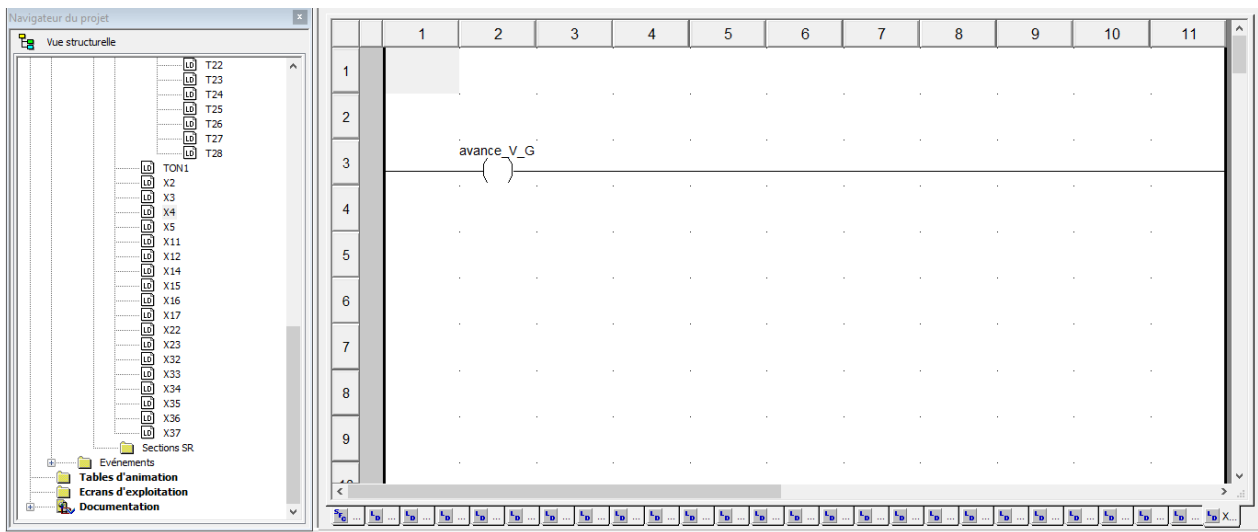 Navigateur du projet
Vue structurelle
T22
T23
T24
T25
T26
T27
T28
TON1
X2
X3
X4
X5
X11
X12
X14
X15
X16
X17
X22
X23
X32
X33
X34
X35
X36
X37
Sections SR
Evénements
Tables d'animation
Ecrans d'exploitation
Documentation
1 2 3 4 5 6 7 8 9 10 11
1
2
avance_V_G
3
4
5
6
7
8
9
10
X...